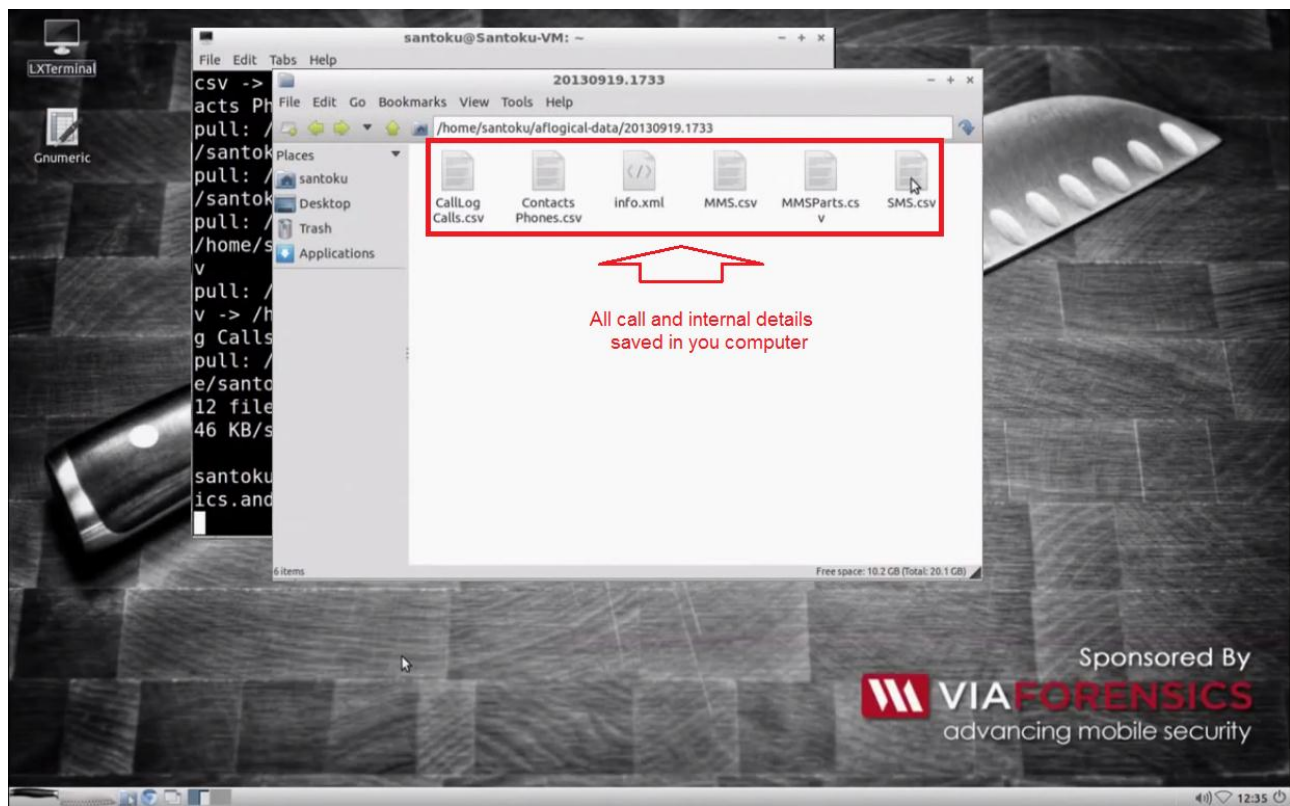 LXTerminal
Gnumeric
santoku@Santoku-VM: ~
File Edit Tabs Help
csv ->
acts Ph
pull: /
/santok
pull: /
/santok
pull: /
/home/s
v
pull: /
v -> /h
g Calls
pull: /
e/santo
12 file
46 KB/s
santoku
ics.and
20130919.1733
File Edit Go Bookmarks View Tools Help
/home/santoku/aflogical-data/20130919.1733
Places
santoku
Desktop
Trash
Applications
CallLog
Calls.csv
Contacts
Phones.csv
info.xml
MMS.csv
MMSParts.cs
v
SMS.csv
All call and internal details
saved in you computer
6 items
Free space: 10.2 GB (Total: 20.1 GB)
Sponsored By
VIAFORENSICS
advancing mobile security
12:35